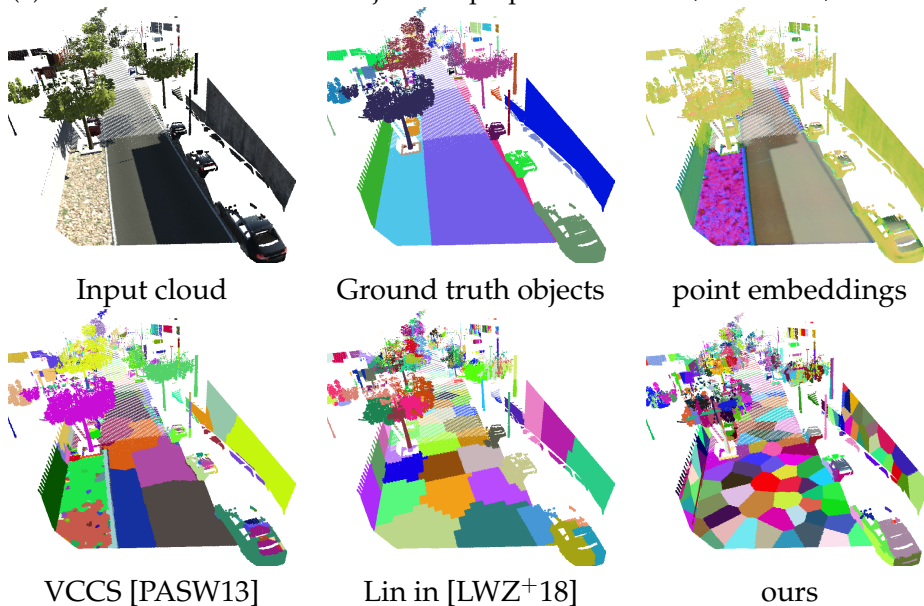 Input cloud
Ground truth objects
point embeddings
VCCS [PASW13]
Lin in [LWZ+18]
ours